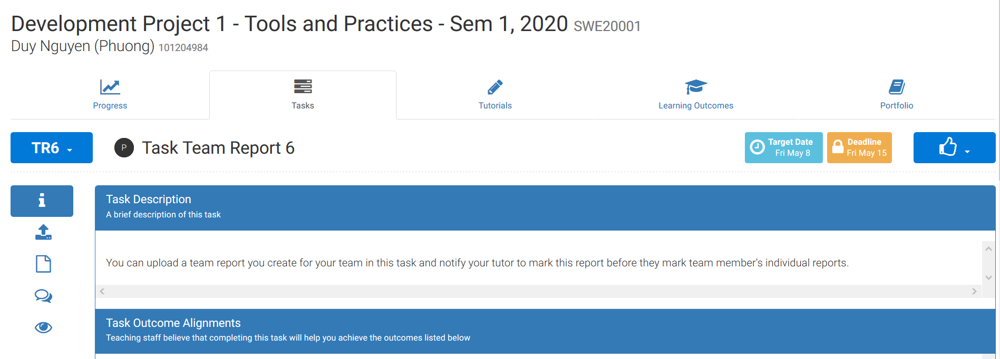 Development Project 1 - Tools and Practices - Sem 1, 2020 SWE20001
Duy Nguyen (Phuong) 101204984
Progress
Tasks
Tutorials
Learning Outcomes
Portfolio
TR6
P
Task Team Report 6
Target Date
Fri May 8
Deadline
Fri May 15
Task Description
A brief description of this task
You can upload a team report you create for your team in this task and notify your tutor to mark this report before they mark team member's individual reports.
Task Outcome Alignments
Teaching staff believe that completing this task will help you achieve the outcomes listed below